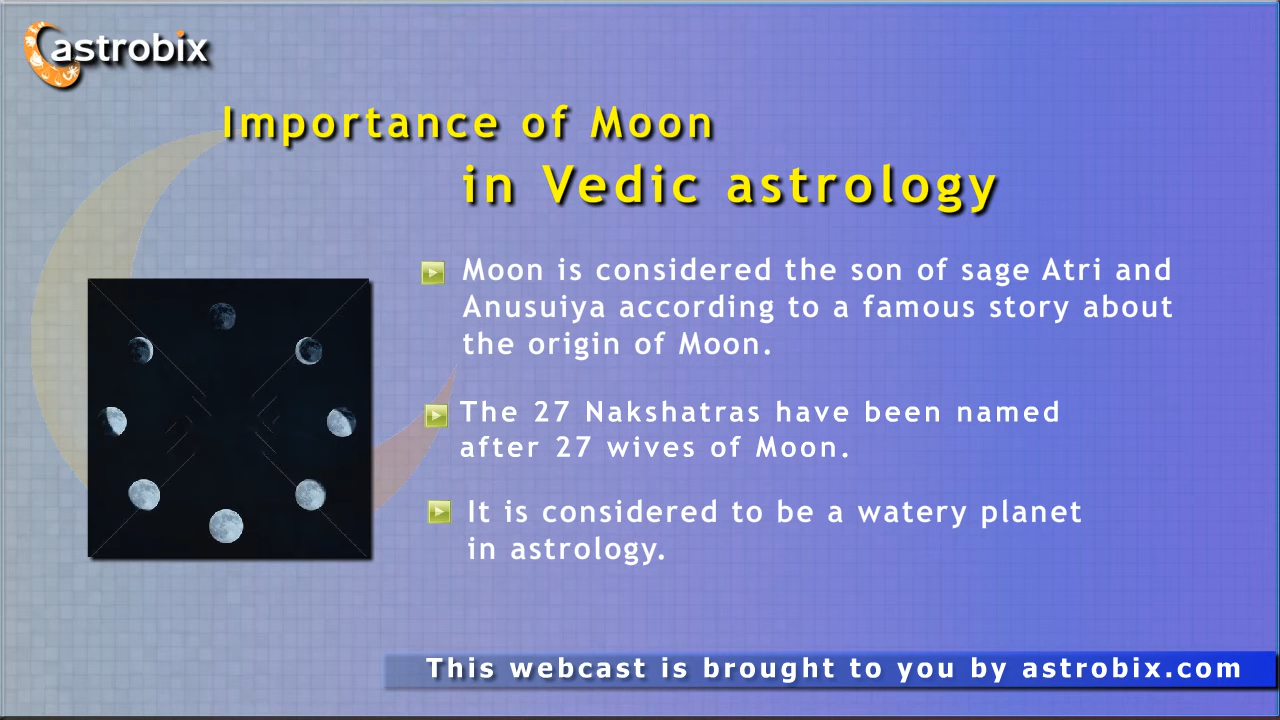 astrobix
Importance of Moon
in Vedic astrology
Moon is considered the son of sage Atri and
Anusuiya according to a famous story about
the origin of Moon.
The 27 Nakshatras have been named
after 27 wives of Moon.
It is considered to be a watery planet
in astrology.
This webcast is brought to you by astrobix.com